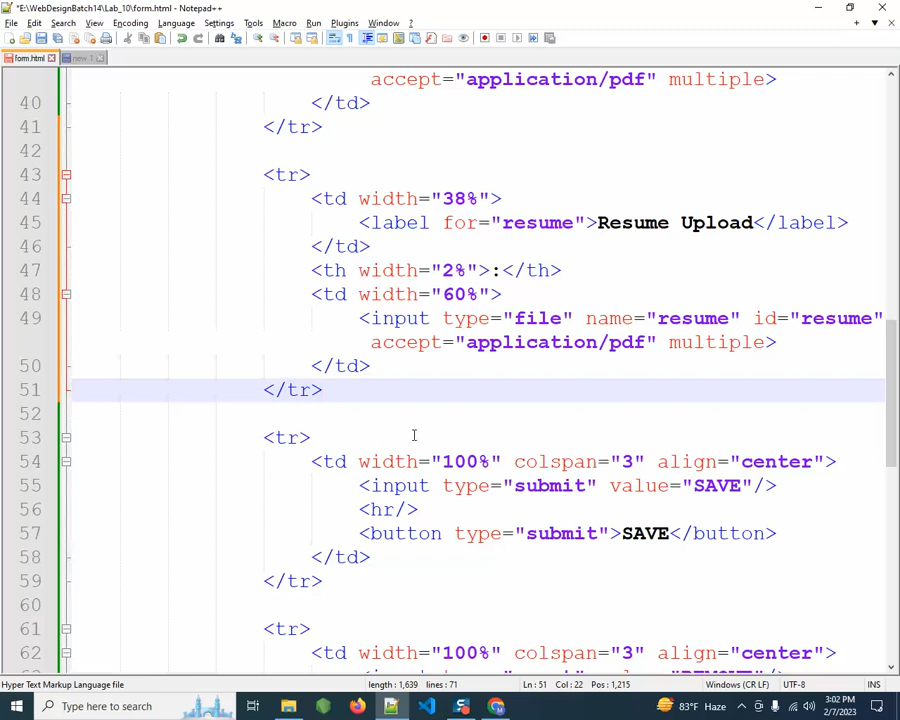 *E:\WebDesignBatch14\Lab_10\form.html - Notepad++
File Edit Search View Encoding Language Settings Tools Macro Run Plugins Window ?
form.html new 1
accept="application/pdf" multiple>
40 </td>
41 </tr>
42
43 <tr>
44 <td width="38%">
45 <label for="resume">Resume Upload</label>
46 </td>
47 <th width="2%">:</th>
48 <td width="60%">
49 <input type="file" name="resume" id="resume"
accept="application/pdf" multiple>
50 </td>
51 </tr>
52
53 <tr>
54 <td width="100%" colspan="3" align="center">
55 <input type="submit" value="SAVE"/>
56 <hr/>
57 <button type="submit">SAVE</button>
58 </td>
59 </tr>
60
61 <tr>
62 <td width="100%" colspan="3" align="center">
Hyper Text Markup Language file length : 1,639 lines : 71 Ln : 51 Col : 22 Pos : 1,215 Windows (CR LF) UTF-8 INS
Type here to search 83°F Haze 3:02 PM
2/7/2023